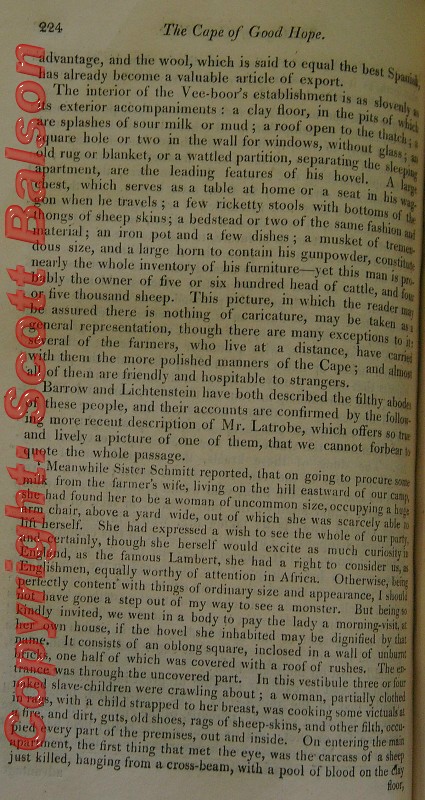 224 The Cape of Good Hope.
advantage, and the wool, which is said to equal the best Spanish,
has already become a valuable article of export.
The interior of the Vee-boor's establishment is as slovenly as
its exterior accompaniments: a clay floor, in the pits of which
are splashes of sour milk or mud; a roof open to the thatch; a
square hole or two in the wall for windows, without glass; an
old rug or blanket, or a wattled partition, separating the sleeping
apartment, are the leading features of his hovel. A large
chest, which serves as a table at home or a seat in his wag-
gon when he travels; a few ricketty stools with bottoms of the
thongs of sheep skins; a bedstead or two of the same fashion and
material; an iron pot and a few dishes; a musket of tremen-
dous size, and a large horn to contain his gunpowder, constitute
nearly the whole inventory of his furniture—yet this man is pro-
bably the owner of five or six hundred head of cattle, and four
or five thousand sheep. This picture, in which the reader may
be assured there is nothing of caricature, may be taken as a
general representation, though there are many exceptions to it:
several of the farmers, who live at a distance, have carried
with them the more polished manners of the Cape; and almost
all of them are friendly and hospitable to strangers.
Barrow and Lichtenstein have both described the filthy abodes
of these people, and their accounts are confirmed by the follow-
ing more recent description of Mr. Latrobe, which offers so true
and lively a picture of one of them, that we cannot forbear to
quote the whole passage.
Meanwhile Sister Schmitt reported, that on going to procure some
milk from the farmer's wife, living on the hill eastward of our camp,
she had found her to be a woman of uncommon size, occupying a huge
arm chair, above a yard wide, out of which she was scarcely able to
lift herself. She had expressed a wish to see the whole of our party,
and certainly, though she herself would excite as much curiosity in
England, as the famous Lambert, she had a right to consider us, as
Englishmen, equally worthy of attention in Africa. Otherwise, being
perfectly content with things of ordinary size and appearance, I should
not have gone a step out of my way to see a monster. But being so
kindly invited, we went in a body to pay the lady a morning-visit, at
her own house, if the hovel she inhabited may be dignified by that
name. It consists of an oblong square, inclosed in a wall of unburnt
bricks, one half of which was covered with a roof of rushes. The en-
trance was through the uncovered part. In this vestibule three or four
naked slave-children were crawling about; a woman, partially clothed
in rags, with a child strapped to her breast, was cooking some victuals at
a fire, and dirt, guts, old shoes, rags of sheep-skins, and other filth, occu-
pied every part of the premises, out and inside. On entering the main
apartment, the first thing that met the eye, was the carcass of a sheep
just killed, hanging from a cross-beam, with a pool of blood on the clay
floor,
Copyright - Scott Balson